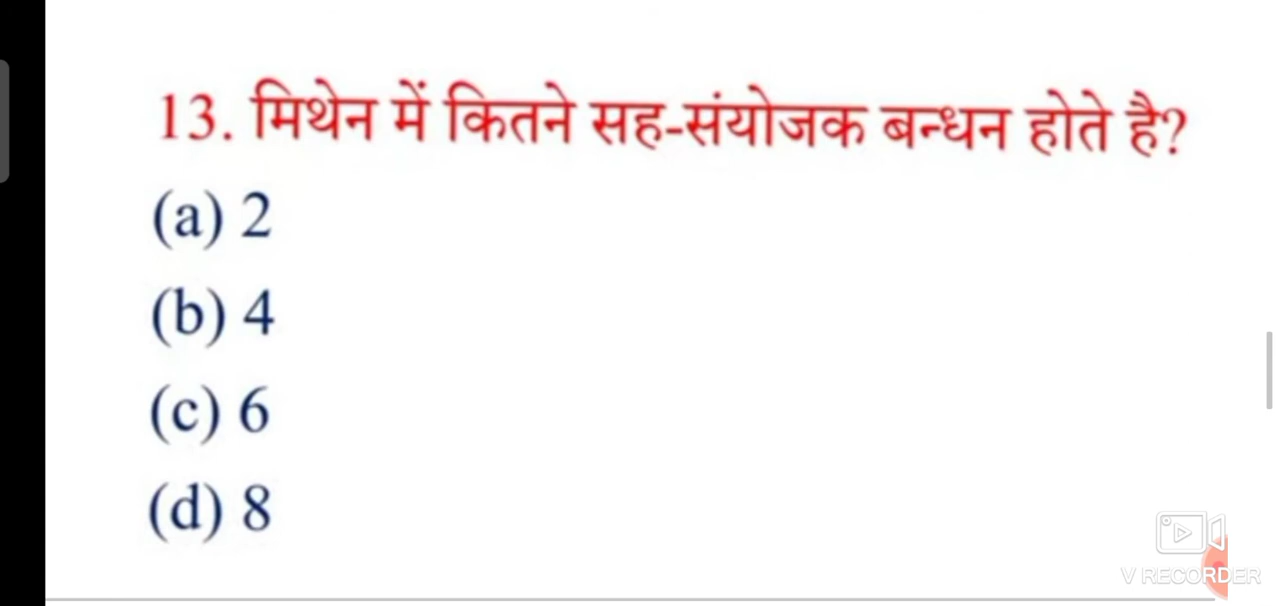 13. मिथेन में कितने सह-संयोजक बन्धन होते है?
(a) 2
(b) 4
(c) 6
(d) 8
V RECORDER